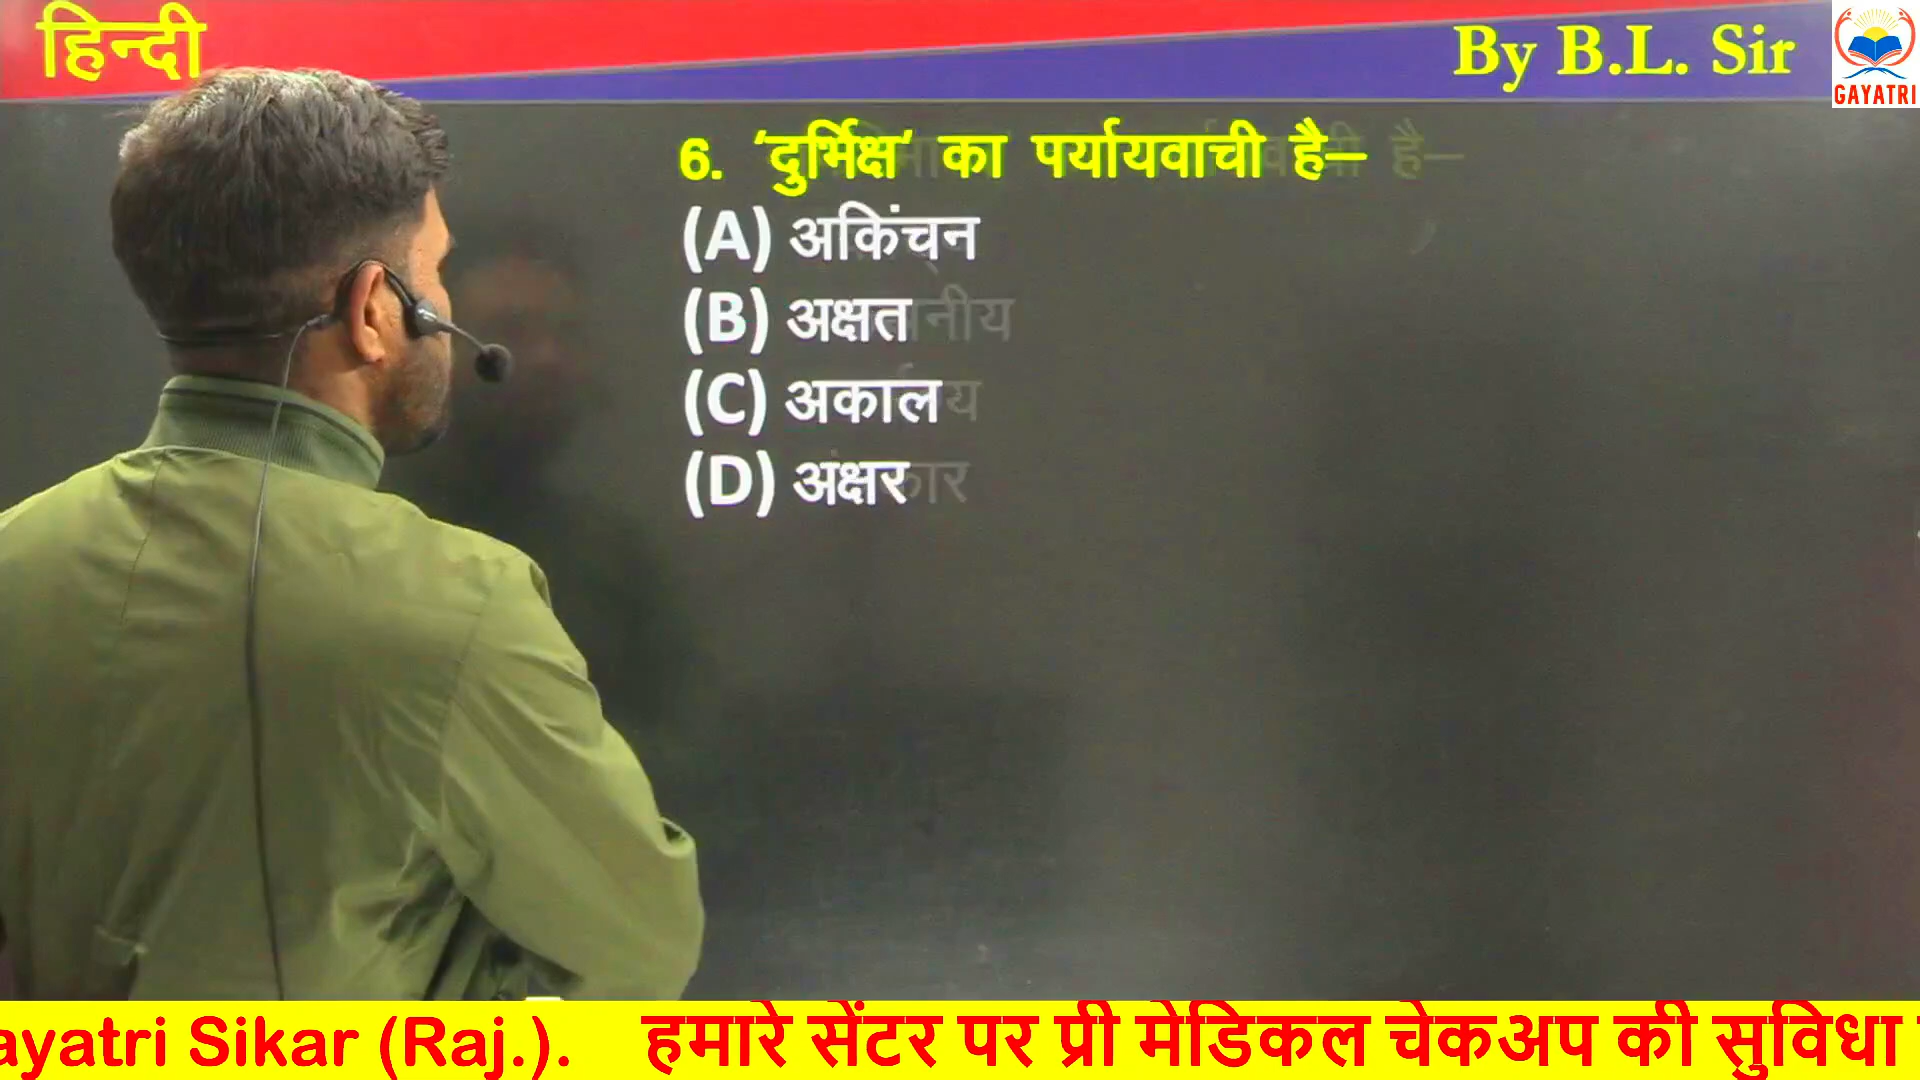 हिन्दी
By B.L. Sir
GAYATRI
6. ‘दुर्भिक्ष’ का पर्यायवाची है–
(A) अकिंचन
(B) अक्षत
(C) अकाल
(D) अक्षर
ayatri Sikar (Raj.). हमारे सेंटर पर प्री मेडिकल चेकअप की सुविधा